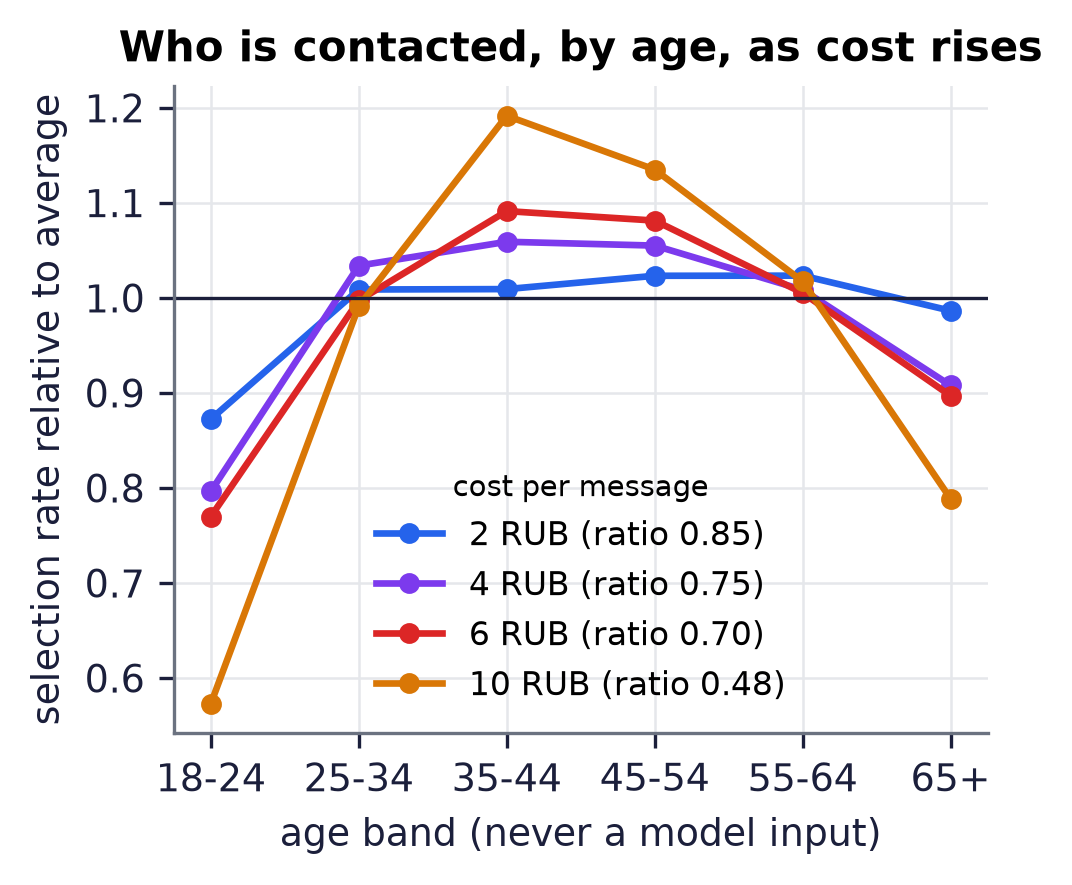 Who is contacted, by age, as cost rises
selection rate relative to average
1.2
1.1
1.0
0.9
0.8
0.7
0.6
cost per message
2 RUB (ratio 0.85)
4 RUB (ratio 0.75)
6 RUB (ratio 0.70)
10 RUB (ratio 0.48)
18-24 25-34 35-44 45-54 55-64 65+
age band (never a model input)